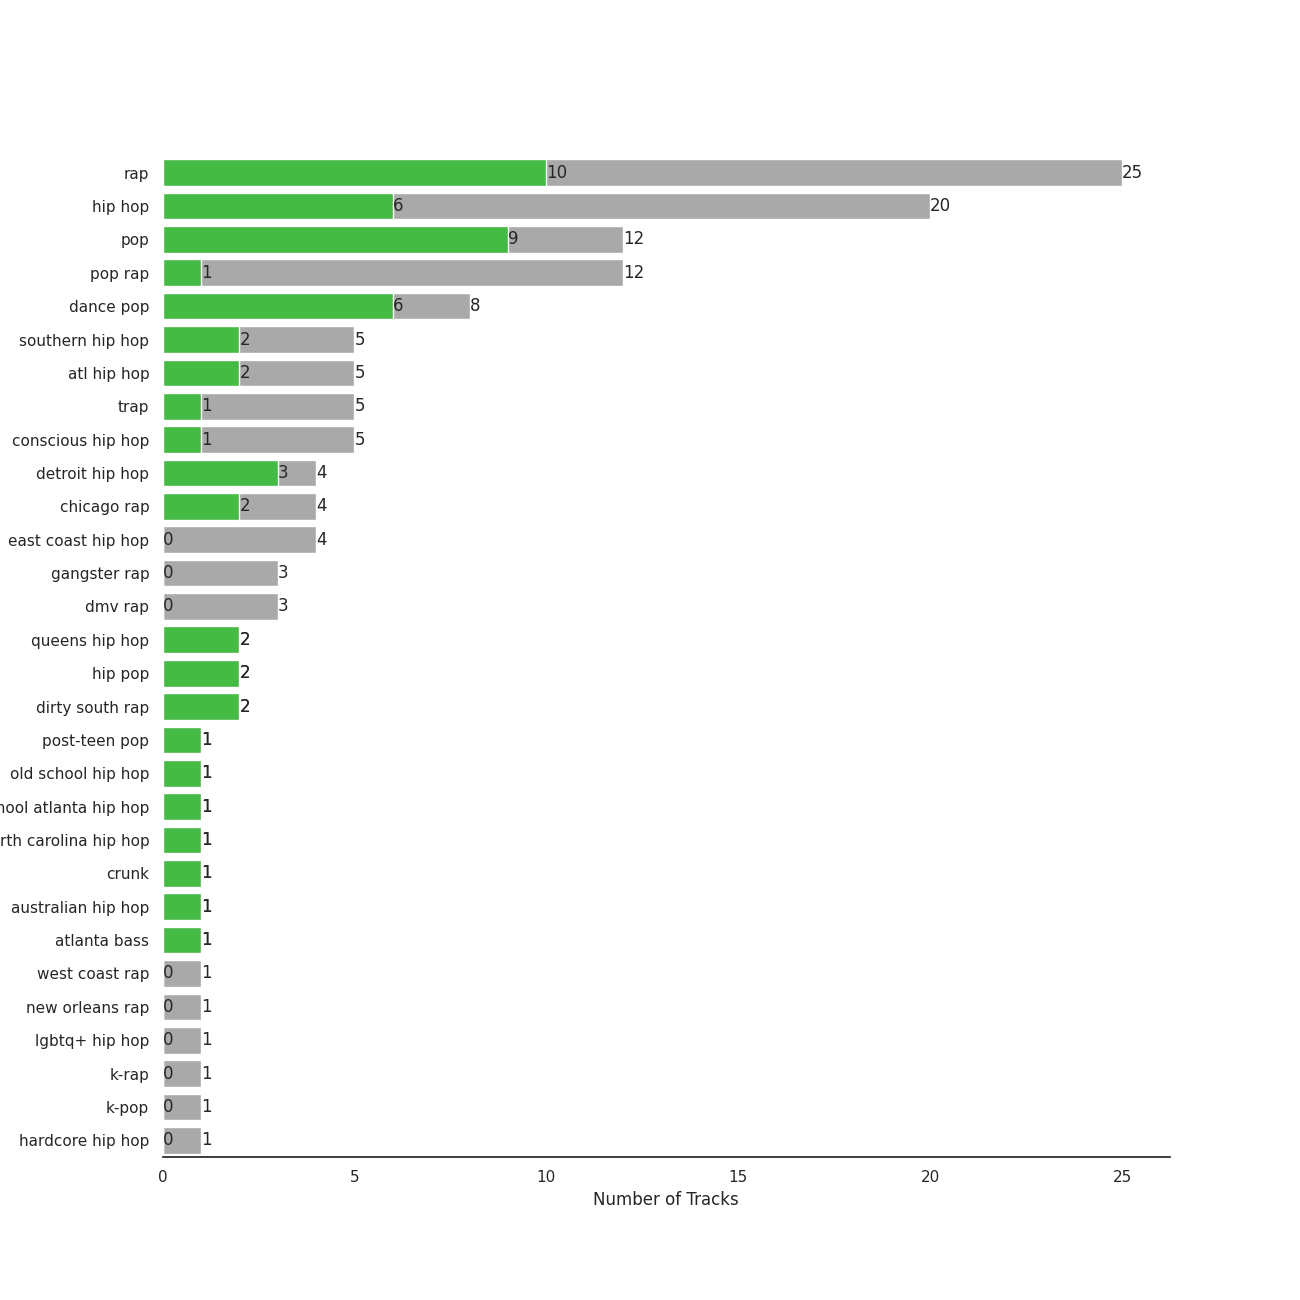 rap 10 25
hip hop 6 20
pop 9 12
pop rap 1 12
dance pop 6 8
southern hip hop 2 5
atl hip hop 2 5
trap 1 5
conscious hip hop 1 5
detroit hip hop 3 4
chicago rap 2 4
east coast hip hop 0 4
gangster rap 0 3
dmv rap 0 3
queens hip hop 2
hip pop 2
dirty south rap 2
post-teen pop 1
old school hip hop 1
atlanta hip hop 1
carolina hip hop 1
crunk 1
australian hip hop 1
atlanta bass 1
west coast rap 0 1
new orleans rap 0 1
lgbtq+ hip hop 0 1
k-rap 0 1
k-pop 0 1
hardcore hip hop 0 1
0 5 10 15 20 25
Number of Tracks